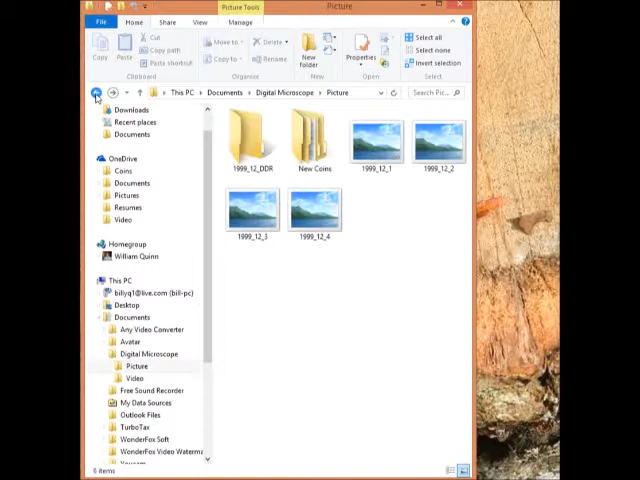 Picture Tools
Picture
File
Home
Share
View
Manage
Copy
Paste
Cut
Copy path
Paste shortcut
Move to
Copy to
Delete
Rename
New folder
Properties
Select all
Select none
Invert selection
Clipboard
Organize
New
Open
Select
This PC
Documents
Digital Microscope
Picture
Search Pic...
Downloads
Recent places
Documents
OneDrive
Coins
Documents
Pictures
Resumes
Video
Homegroup
William Quinn
This PC
billyq1@live.com (bill-pc)
Desktop
Documents
Any Video Converter
Avatar
Digital Microscope
Picture
Video
Free Sound Recorder
My Data Sources
Outlook Files
TurboTax
WonderFox Soft
WonderFox Video Waterma
1999_12_DDR
New Coins
1999_12_1
1999_12_2
1999_12_3
1999_12_4
6 items